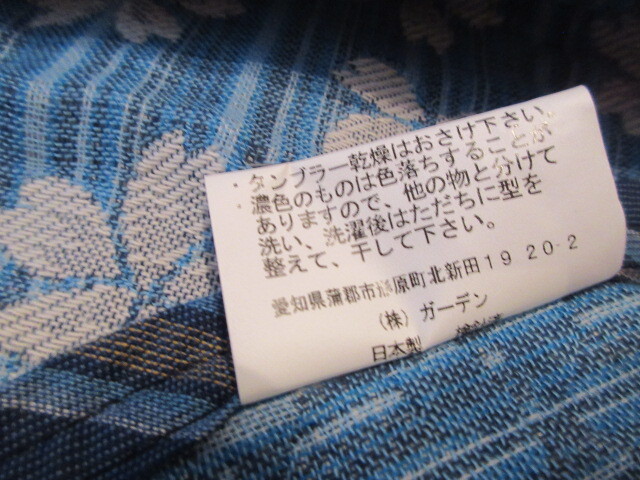 ・タンブラー乾燥はおさけ下さい。
・濃色のものは色落ちすることが
ありますので、他の物と分けて
洗い、洗濯後はただちに型を
整えて、干して下さい。
愛知県蒲郡市 原町北新田19 20-2
(株) ガーデン
日本製